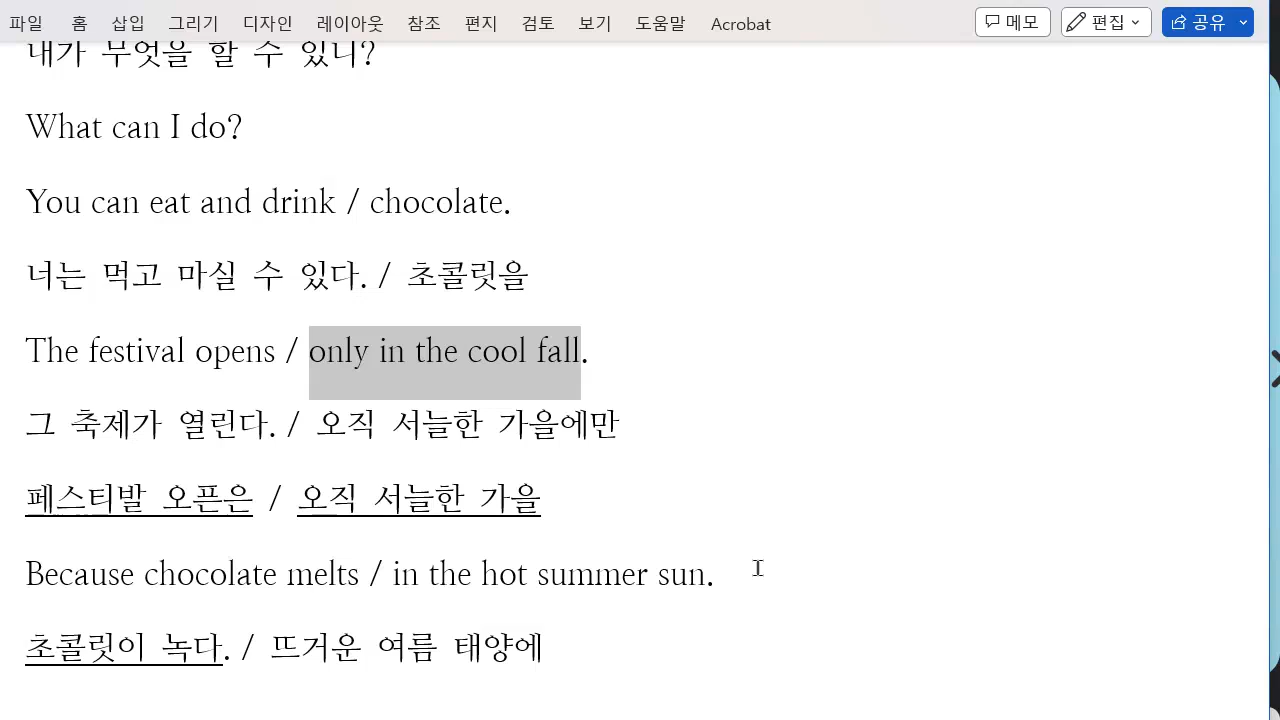 파일 홈 삽입 그리기 디자인 레이아웃 참조 편지 검토 보기 도움말 Acrobat 메모 편집 공유
내가 무엇을 할 수 있니?
What can I do?
You can eat and drink / chocolate.
너는 먹고 마실 수 있다. / 초콜릿을
The festival opens / only in the cool fall.
그 축제가 열린다. / 오직 서늘한 가을에만
페스티발 오픈은 / 오직 서늘한 가을
Because chocolate melts / in the hot summer sun.
초콜릿이 녹다. / 뜨거운 여름 태양에